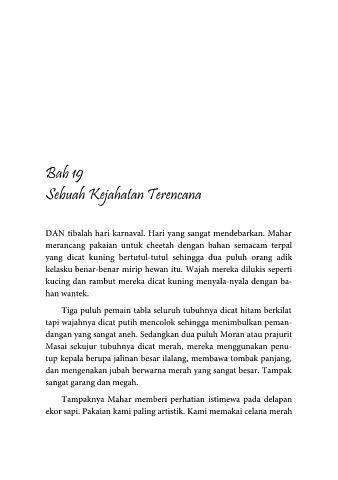 Bab 19
Sebuah Kejahatan Terencana
DAN tibalah hari karnaval. Hari yang sangat mendebarkan. Mahar
merancang pakaian untuk cheetah dengan bahan semacam terpal
yang dicat kuning bertutul-tutul sehingga dua puluh orang adik
kelasku benar-benar mirip hewan itu. Wajah mereka dilukis seperti
kucing dan rambut mereka dicat kuning menyala-nyala dengan ba-
han wantek.
Tiga puluh pemain tabla seluruh tubuhnya dicat hitam berkilat
tapi wajahnya dicat putih mencolok sehingga menimbulkan peman-
dangan yang sangat aneh. Sedangkan dua puluh Moran atau prajurit
Masai sekujur tubuhnya dicat merah, mereka menggunakan penu-
tup kepala berupa jalinan besar ilalang, membawa tombak panjang,
dan mengenakan jubah berwarna merah yang sangat besar. Tampak
sangat garang dan megah.
Tampaknya Mahar memberi perhatian istimewa pada delapan
ekor sapi. Pakaian kami paling artistik. Kami memakai celana merah